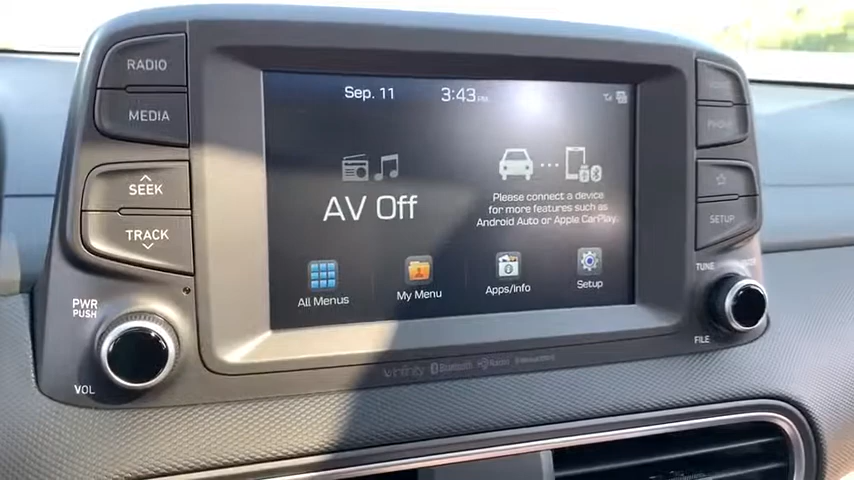 RADIO
MEDIA
SEEK
TRACK
PWR
PUSH
VOL
Sep. 11
3:43 PM
AV Off
Please connect a device
for more features such as
Android Auto or Apple CarPlay.
All Menus
My Menu
Apps/Info
Setup
PHONE
SETUP
TUNE
FILE
infinity Bluetooth